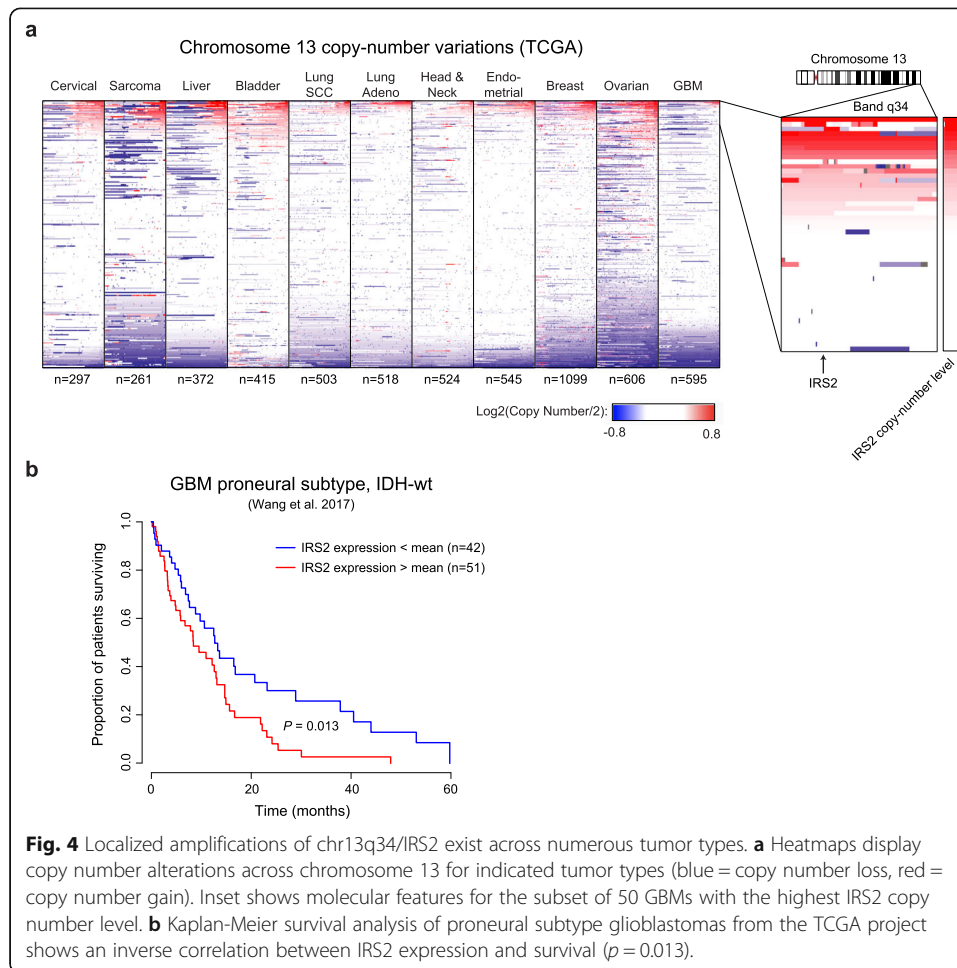 a
Chromosome 13 copy-number variations (TCGA)
Cervical Sarcoma Liver Bladder Lung SCC Lung Adeno Head & Neck Endo-metrial Breast Ovarian GBM
n=297 n=261 n=372 n=415 n=503 n=518 n=524 n=545 n=1099 n=606 n=595
Log2(Copy Number/2):
-0.8 0.8
Chromosome 13
Band q34
IRS2
IRS2 copy-number level
b
GBM proneural subtype, IDH-wt
(Wang et al. 2017)
IRS2 expression < mean (n=42)
IRS2 expression > mean (n=51)
Proportion of patients surviving
1.0
0.8
0.6
0.4
0.2
0.0
P = 0.013
0 20 40 60
Time (months)
Fig. 4 Localized amplifications of chr13q34/IRS2 exist across numerous tumor types. a Heatmaps display
copy number alterations across chromosome 13 for indicated tumor types (blue = copy number loss, red =
copy number gain). Inset shows molecular features for the subset of 50 GBMs with the highest IRS2 copy
number level. b Kaplan-Meier survival analysis of proneural subtype glioblastomas from the TCGA project
shows an inverse correlation between IRS2 expression and survival (p = 0.013).